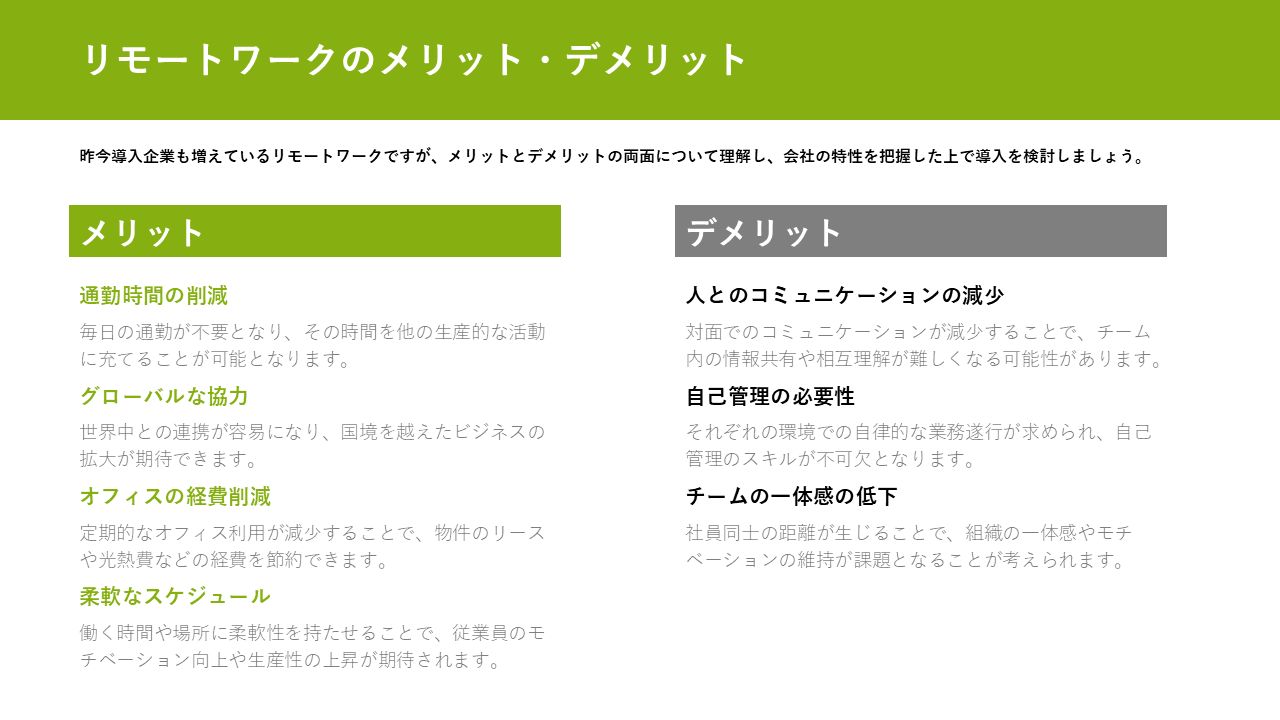 リモートワークのメリット・デメリット
昨今導入企業も増えているリモートワークですが、メリットとデメリットの両面について理解し、会社の特性を把握した上で導入を検討しましょう。
メリット
通勤時間の削減
毎日の通勤が不要となり、その時間を他の生産的な活動
に充てることが可能となります。
グローバルな協力
世界中との連携が容易になり、国境を越えたビジネスの
拡大が期待できます。
オフィスの経費削減
定期的なオフィス利用が減少することで、物件のリース
や光熱費などの経費を節約できます。
柔軟なスケジュール
働く時間や場所に柔軟性を持たせることで、従業員のモ
チベーション向上や生産性の上昇が期待されます。
デメリット
人とのコミュニケーションの減少
対面でのコミュニケーションが減少することで、チーム
内の情報共有や相互理解が難しくなる可能性があります。
自己管理の必要性
それぞれの環境での自律的な業務遂行が求められ、自己
管理のスキルが不可欠となります。
チームの一体感の低下
社員同士の距離が生じることで、組織の一体感やモチ
ベーションの維持が課題となることが考えられます。